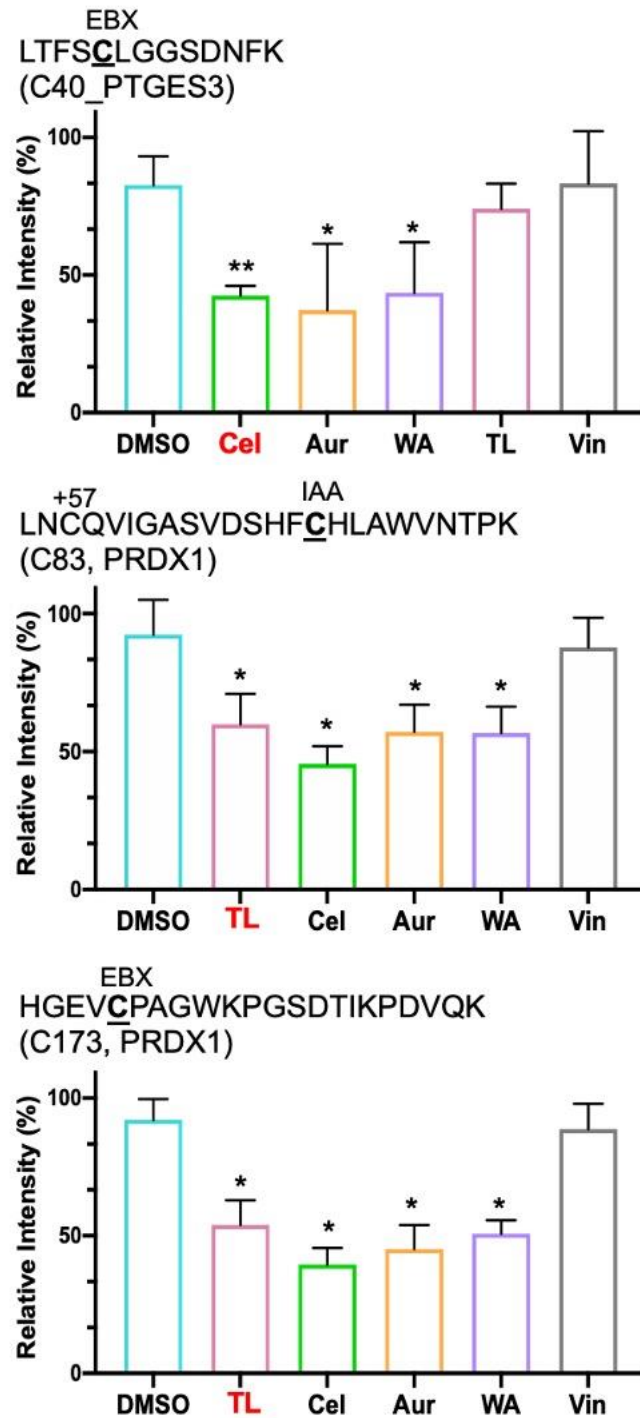 EBX
LTFSCLGGSDNFK
(C40_PTGES3)
Relative Intensity (%)
100
50
0
**
*
*
DMSO Cel Aur WA TL Vin
+57 IAA
LNCQVIGASVDSHFCHLAWVNTPK
(C83, PRDX1)
Relative Intensity (%)
100
50
0
*
*
*
*
DMSO TL Cel Aur WA Vin
EBX
HGEVCPAGWKPGSDTIKPDVQK
(C173, PRDX1)
Relative Intensity (%)
100
50
0
*
*
*
*
DMSO TL Cel Aur WA Vin